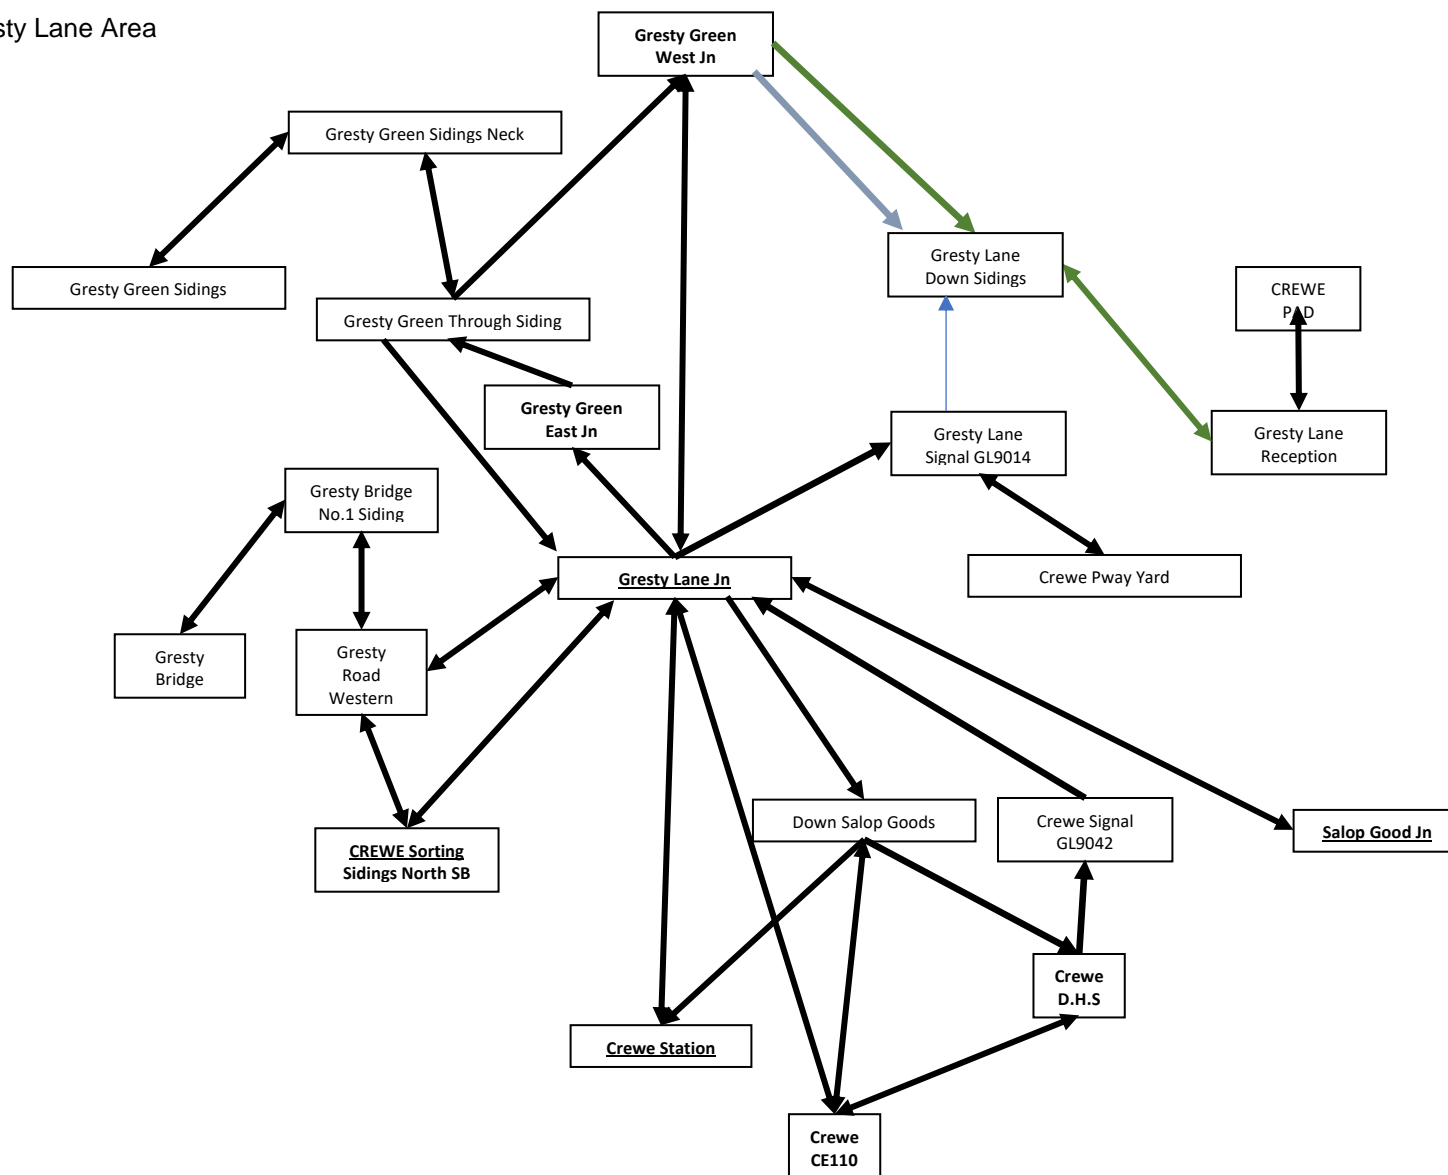 sty Lane Area
Gresty Green
West Jn
Gresty Green Sidings Neck
Gresty Green Sidings
Gresty Lane
Down Sidings
CREWE
Gresty Green Through Siding
Gresty Green
East Jn
Gresty Lane
Signal GL9014
Gresty Lane
Reception
Gresty Bridge
No.1 Siding
Gresty Lane Jn
Crewe Pway Yard
Gresty
Bridge
Gresty
Road
Western
Down Salop Goods
Crewe Signal
GL9042
Salop Good Jn
CREWE Sorting
Sidings North SB
Crewe
D.H.S
Crewe Station
Crewe
CE110